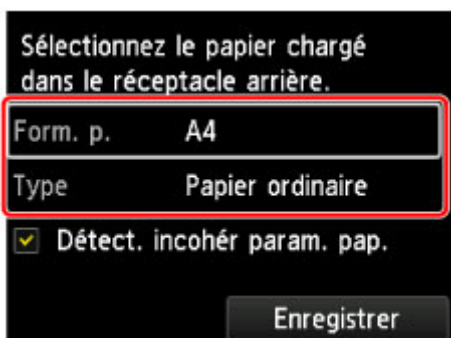 Sélectionnez le papier chargé
dans le réceptacle arrière.
Form. p. A4
Type Papier ordinaire
Détect. incohér param. pap.
Enregistrer